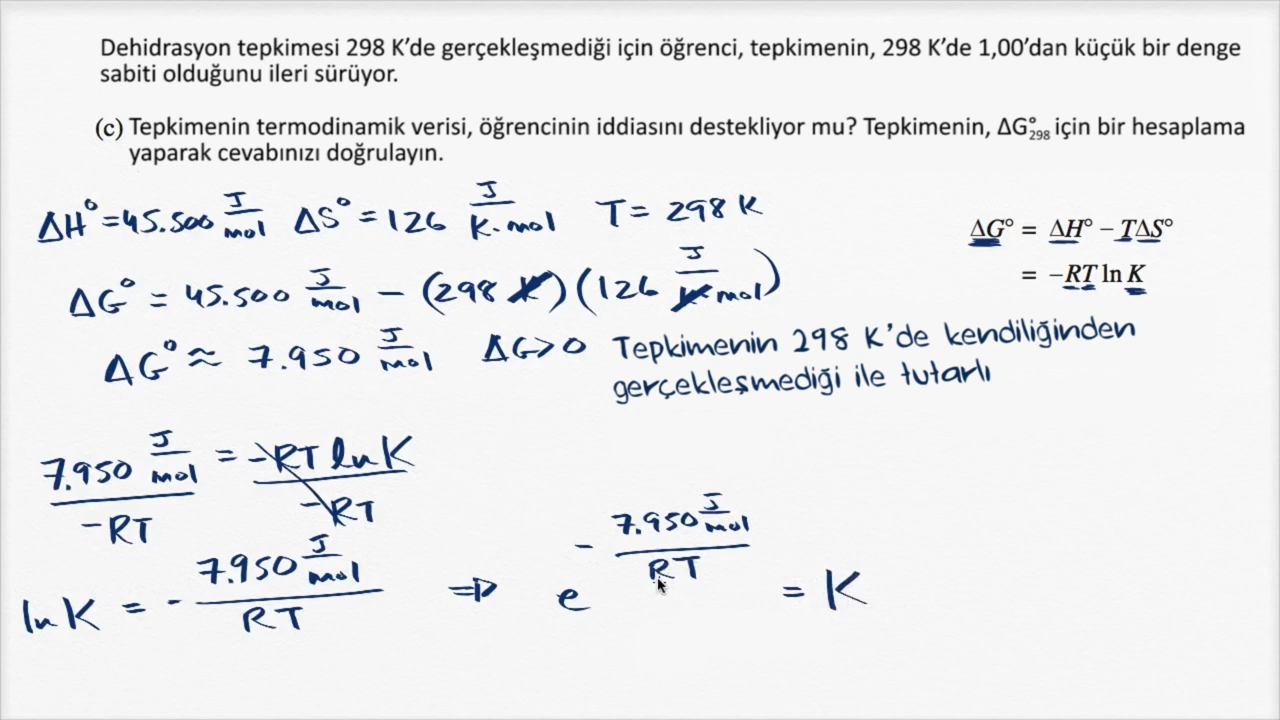 Dehidrasyon tepkimesi 298 K’de gerçekleşmediği için öğrenci, tepkimenin, 298 K’de 1,00’dan küçük bir denge
sabiti olduğunu ileri sürüyor.
(c) Tepkimenin termodinamik verisi, öğrencinin iddiasını destekliyor mu? Tepkimenin, ΔG°298 için bir hesaplama
yaparak cevabınızı doğrulayın.
ΔH° = 45.500 J/mol ΔS° = 126 J/K·mol T = 298 K
ΔG° = ΔH° − TΔS°
= −RT ln K
ΔG° = 45.500 J/mol − (298 K)(126 J/K mol)
ΔG° ≈ 7.950 J/mol ΔG>0 Tepkimenin 298 K’de kendiliğinden
gerçekleşmediği ile tutarlı
7.950 J/mol / −RT = −RT ln K / −RT
ln K = − 7.950 J/mol / RT ⇒ e^(− 7.950 J/mol / RT) = K